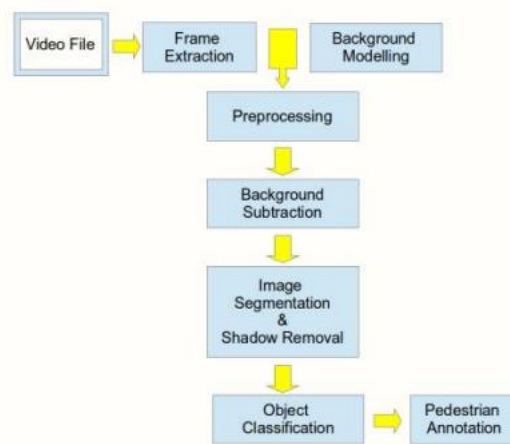 Video File
Frame
Extraction
Background
Modelling
Preprocessing
Background
Subtraction
Image
Segmentation
&
Shadow Removal
Object
Classification
Pedestrian
Annotation